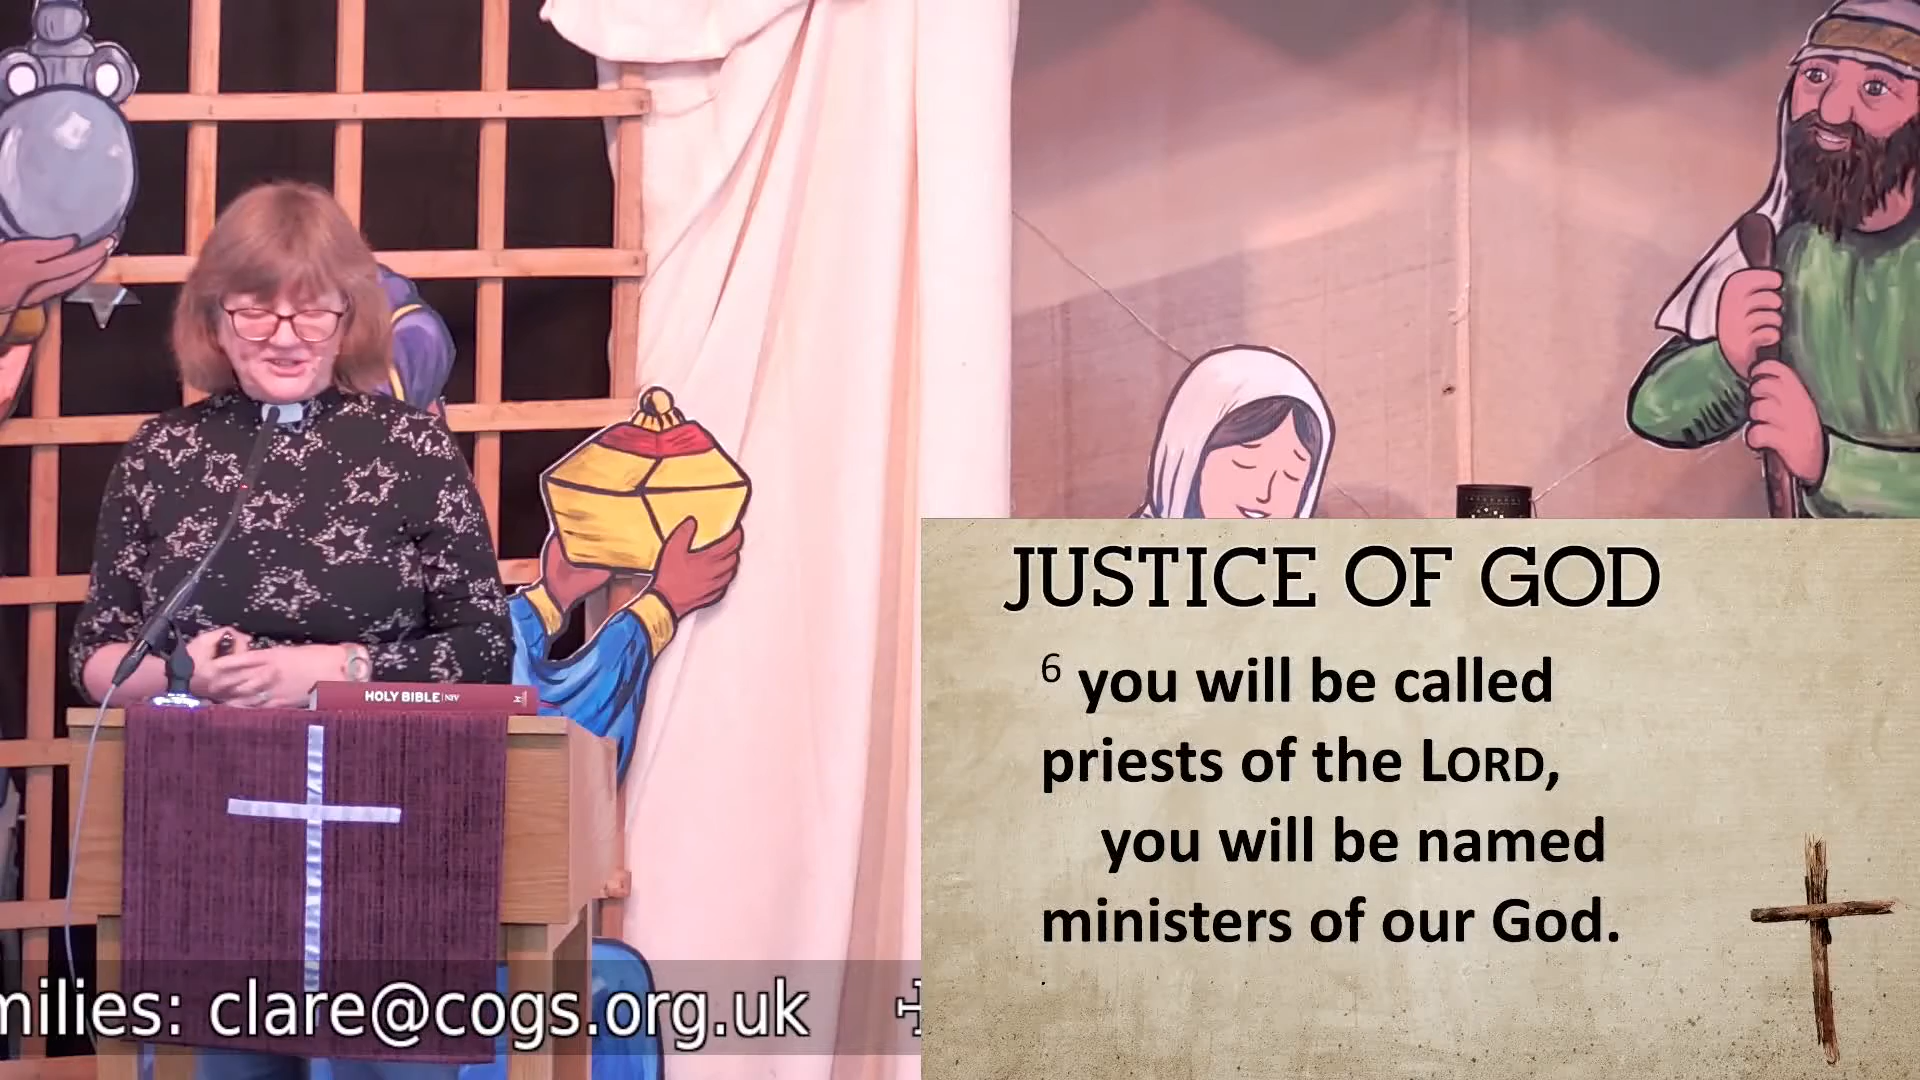 HOLY BIBLE | NIV
JUSTICE OF GOD
6 you will be called
priests of the LORD,
you will be named
ministers of our God.
milies: clare@cogs.org.uk